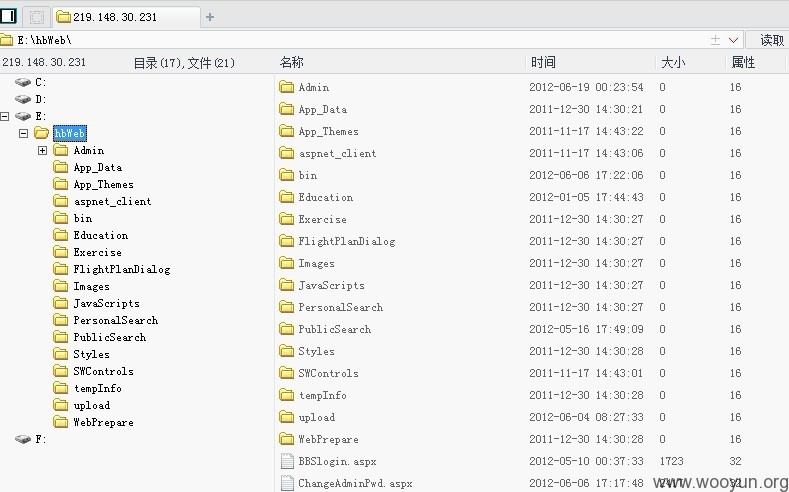 219.148.30.231
E:\hbWeb\
读取
219.148.30.231 目录(17),文件(21)
名称 时间 大小 属性
C:
D:
E:
hbWeb
Admin
App_Data
App_Themes
aspnet_client
bin
Education
Exercise
FlightPlanDialog
Images
JavaScripts
PersonalSearch
PublicSearch
Styles
SWControls
tempInfo
upload
WebPrepare
F:
Admin 2012-06-19 00:23:54 0 16
App_Data 2011-12-30 14:30:21 0 16
App_Themes 2011-11-17 14:43:22 0 16
aspnet_client 2011-11-17 14:43:06 0 16
bin 2012-06-06 17:22:06 0 16
Education 2012-01-05 17:44:43 0 16
Exercise 2011-12-30 14:30:27 0 16
FlightPlanDialog 2011-12-30 14:30:27 0 16
Images 2011-12-30 14:30:27 0 16
JavaScripts 2011-12-30 14:30:27 0 16
PersonalSearch 2011-12-30 14:30:27 0 16
PublicSearch 2012-05-16 17:49:09 0 16
Styles 2011-12-30 14:30:28 0 16
SWControls 2011-11-17 14:43:01 0 16
tempInfo 2011-12-30 14:30:28 0 16
upload 2012-06-04 08:27:33 0 16
WebPrepare 2011-12-30 14:30:28 0 16
BBSlogin.aspx 2012-05-10 00:37:33 1723 32
ChangeAdminPwd.aspx 2012-06-06 17:17:48
www.wooyun.org